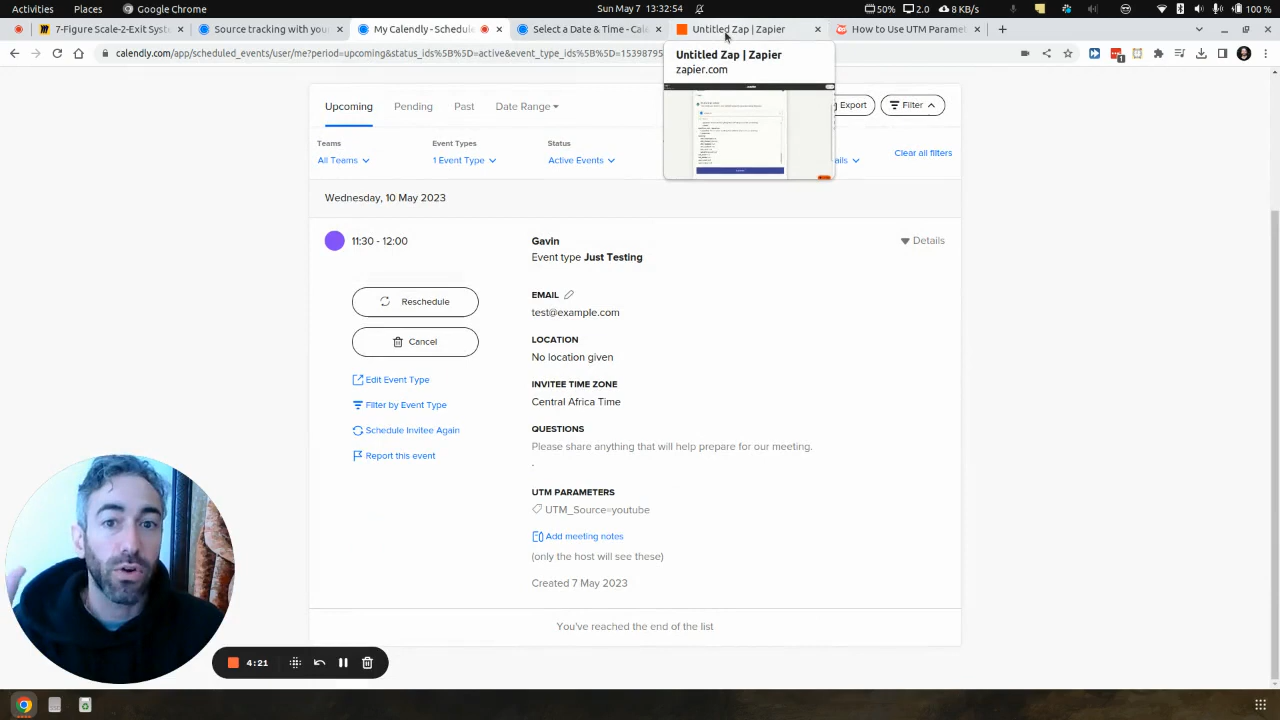 Activities Places Google Chrome Sun May 7 13:32:54 50% 2.0 8 KB/s 100 %
7-Figure Scale-2-Exit System Source tracking with you My Calendly - Schedule Select a Date & Time - Cale Untitled Zap | Zapier How to Use UTM Paramet
calendly.com/app/scheduled_events/user/me?period=upcoming&status_ids%5B%5D=active&event_type_ids%5B%5D=1539879
Untitled Zap | Zapier
zapier.com
Upcoming Pending Past Date Range Export Filter
Teams Event Types Status
All Teams 1 Event Type Active Events Clear all filters
Wednesday, 10 May 2023
11:30 - 12:00 Gavin Details
Event type Just Testing
Reschedule
Cancel
Edit Event Type
Filter by Event Type
Schedule Invitee Again
Report this event
EMAIL
test@example.com
LOCATION
No location given
INVITEE TIME ZONE
Central Africa Time
QUESTIONS
Please share anything that will help prepare for our meeting.
.
UTM PARAMETERS
UTM_Source=youtube
Add meeting notes
(only the host will see these)
Created 7 May 2023
You've reached the end of the list
4:21